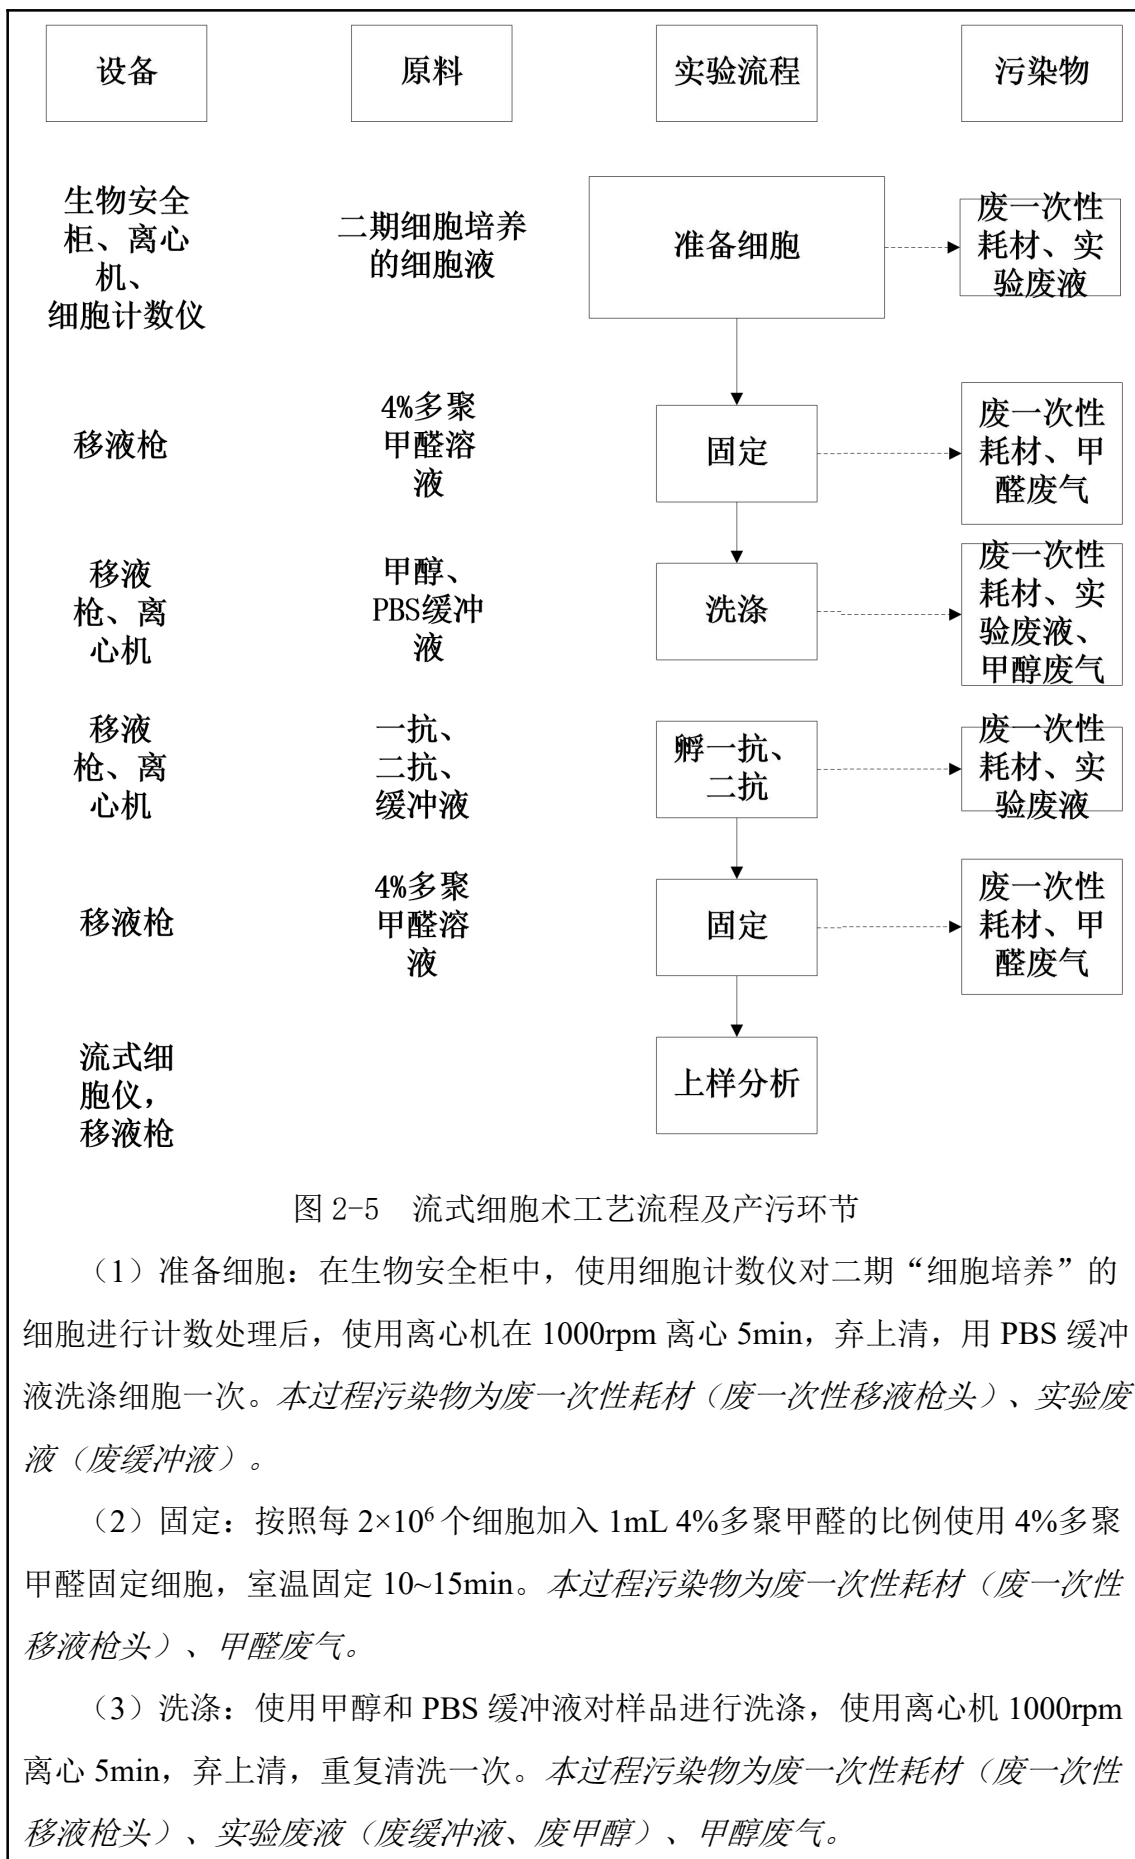 设备
原料
实验流程
污染物
生物安全
柜、离心
机、
细胞计数仪
二期细胞培养
的细胞液
准备细胞
废一次性
耗材、实
验废液
移液枪
4%多聚
甲醛溶
液
固定
废一次性
耗材、甲
醛废气
移液
枪、离
心机
甲醇、
PBS缓冲
液
洗涤
废一次性
耗材、实
验废液、
甲醇废气
移液
枪、离
心机
一抗、
二抗、
缓冲液
孵一抗、
二抗
废一次性
耗材、实
验废液
移液枪
4%多聚
甲醛溶
液
固定
废一次性
耗材、甲
醛废气
流式细
胞仪，
移液枪
上样分析
图 2-5 流式细胞术工艺流程及产污环节
（1）准备细胞：在生物安全柜中，使用细胞计数仪对二期“细胞培养”的
细胞进行计数处理后，使用离心机在 1000rpm 离心 5min，弃上清，用 PBS 缓冲
液洗涤细胞一次。本过程污染物为废一次性耗材（废一次性移液枪头）、实验废
液（废缓冲液）。
（2）固定：按照每 2×10⁶ 个细胞加入 1mL 4%多聚甲醛的比例使用 4%多聚
甲醛固定细胞，室温固定 10~15min。本过程污染物为废一次性耗材（废一次性
移液枪头）、甲醛废气。
（3）洗涤：使用甲醇和 PBS 缓冲液对样品进行洗涤，使用离心机 1000rpm
离心 5min，弃上清，重复清洗一次。本过程污染物为废一次性耗材（废一次性
移液枪头）、实验废液（废缓冲液、废甲醇）、甲醇废气。